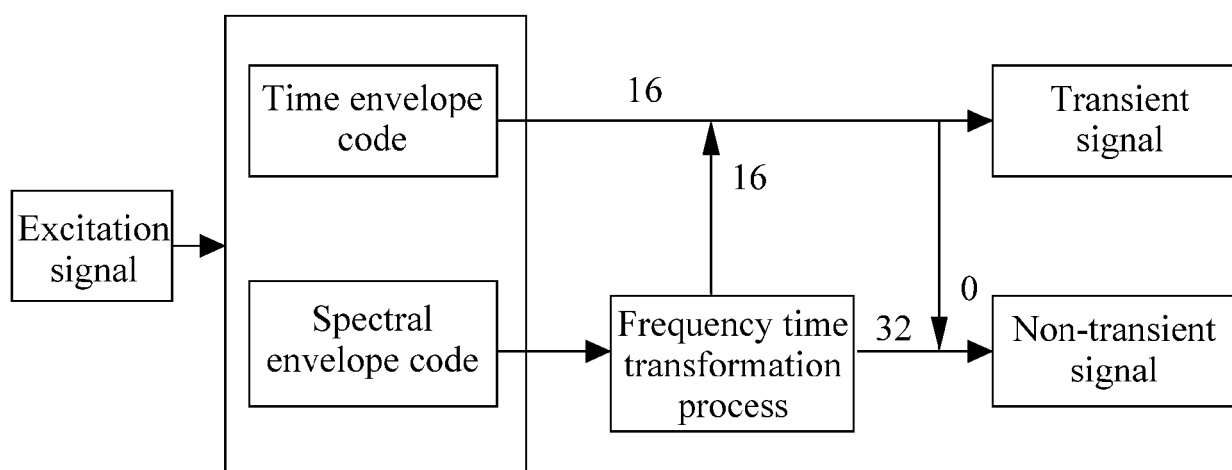 Excitation
signal
Time envelope
code
Spectral
envelope code
16
16
Frequency time
transformation
process
32
0
Transient
signal
Non-transient
signal